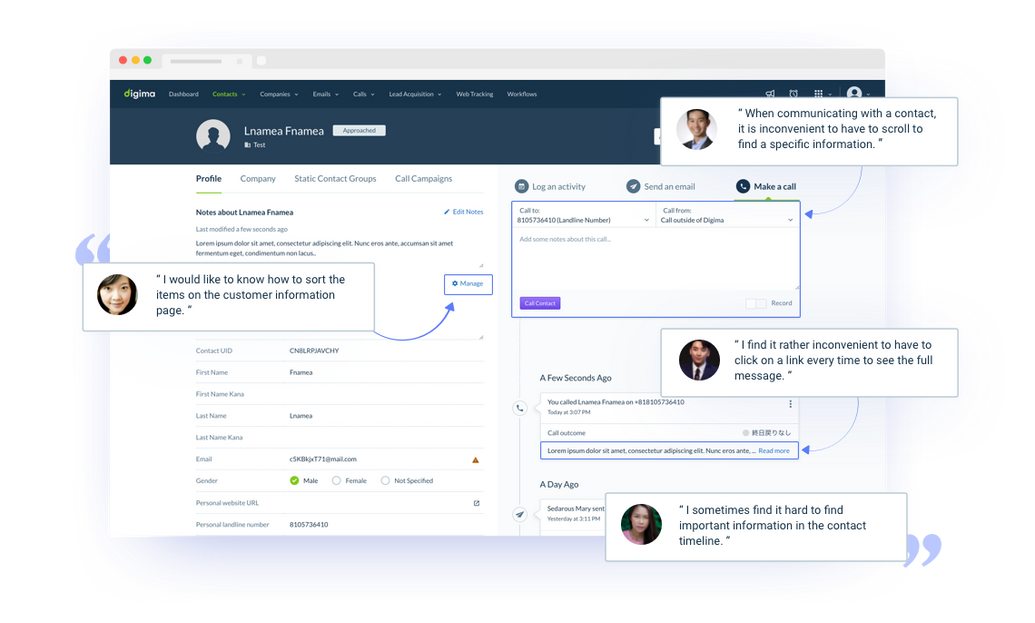 digima
Dashboard
Contacts
Companies
Emails
Calls
Lead Acquisition
Web Tracking
Workflows
Lnamea Fnamea
Approached
Test
“ When communicating with a contact,
it is inconvenient to have to scroll to
find a specific information. ”
Profile
Company
Static Contact Groups
Call Campaigns
Log an activity
Send an email
Make a call
Notes about Lnamea Fnamea
Edit Notes
Last modified a few seconds ago
Lorem ipsum dolor sit amet, consectetur adipiscing elit. Nunc eros ante, accumsan sit amet
fermentum eget, condimentum non lacus..
Call to:
8105736410 (Landline Number)
Call from:
Call outside of Digima
Add some notes about this call...
Call Contact
Record
“ I would like to know how to sort the
items on the customer information
page. ”
Manage
Contact UID
CN8LRPJAVCHY
First Name
Fnamea
First Name Kana
Last Name
Lnamea
Last Name Kana
Email
c5KBkjxT71@mail.com
Gender
Male
Female
Not Specified
Personal website URL
Personal landline number
8105736410
“ I find it rather inconvenient to have to
click on a link every time to see the full
message. ”
A Few Seconds Ago
You called Lnamea Fnamea on +818105736410
Today at 3:07 PM
Call outcome
終日戻りなし
Lorem ipsum dolor sit amet, consectetur adipiscing elit. Nunc eros ante, ... Read more
A Day Ago
Sedarous Mary sent
Yesterday at 3:11 PM
“ I sometimes find it hard to find
important information in the contact
timeline. ”